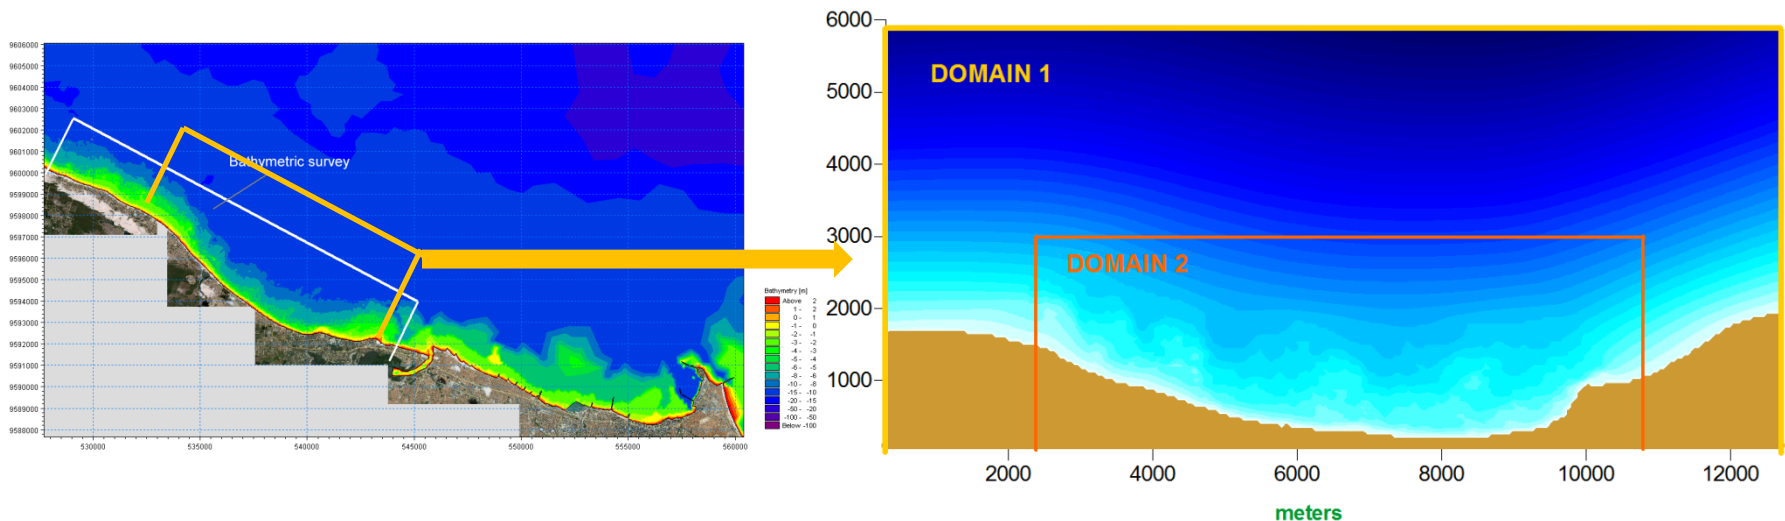 9606000
9605000
9604000
9603000
9602000
9601000
9600000
9599000
9598000
9597000
9596000
9595000
9594000
9593000
9592000
9591000
9590000
9589000
9588000
530000 535000 540000 545000 550000 555000 560000
Bathymetric survey
Bathymetry [m]
Above 2
1 - 2
0 - 1
-1 - 0
-2 - -1
-3 - -2
-4 - -3
-5 - -4
-6 - -5
-8 - -6
-10 - -8
-15 - -10
-20 - -15
-50 - -20
-100 - -50
Below -100
6000
5000
4000
3000
2000
1000
DOMAIN 1
DOMAIN 2
2000 4000 6000 8000 10000 12000
meters